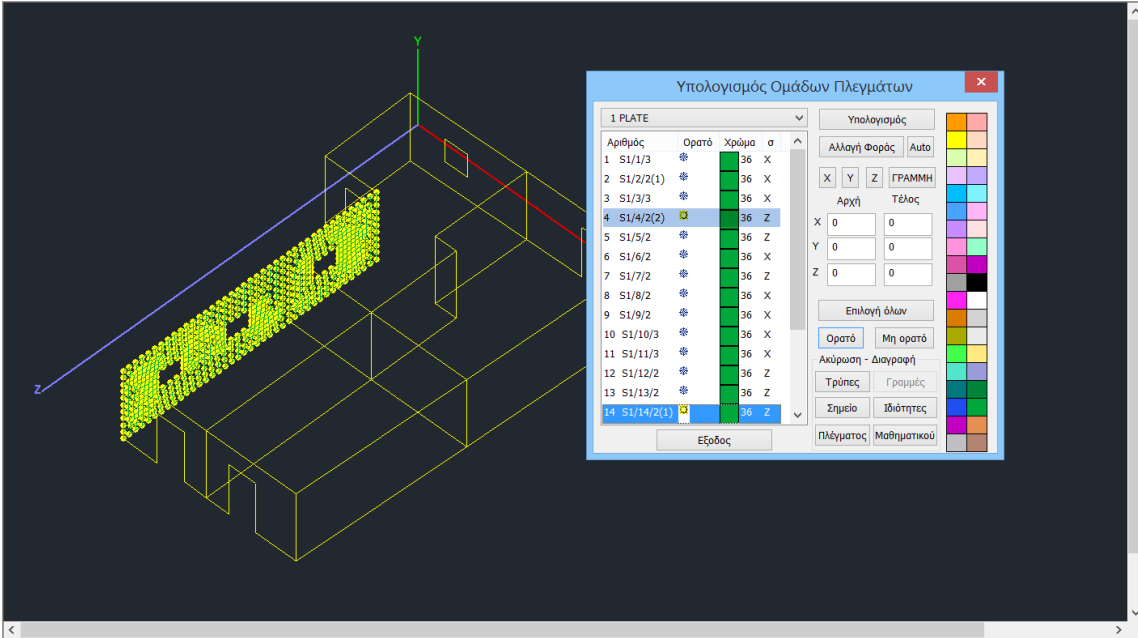 Y
Z
Υπολογισμός Ομάδων Πλεγμάτων
1 PLATE
Αριθμός Ορατό Χρώμα σ
1 S1/1/3 36 X
2 S1/2/2(1) 36 X
3 S1/3/3 36 X
4 S1/4/2(2) 36 Z
5 S1/5/2 36 Z
6 S1/6/2 36 X
7 S1/7/2 36 Z
8 S1/8/2 36 X
9 S1/9/2 36 X
10 S1/10/3 36 X
11 S1/11/3 36 X
12 S1/12/2 36 Z
13 S1/13/2 36 Z
14 S1/14/2(1) 36 Z
Εξοδος
Υπολογισμός
Αλλαγή Φοράς Auto
X Y Z ΓΡΑΜΜΗ
Αρχή Τέλος
X 0 0
Y 0 0
Z 0 0
Επιλογή όλων
Ορατό Μη ορατό
Ακύρωση - Διαγραφή
Τρύπες Γραμμές
Σημείο Ιδιότητες
Πλέγματος Μαθηματικού